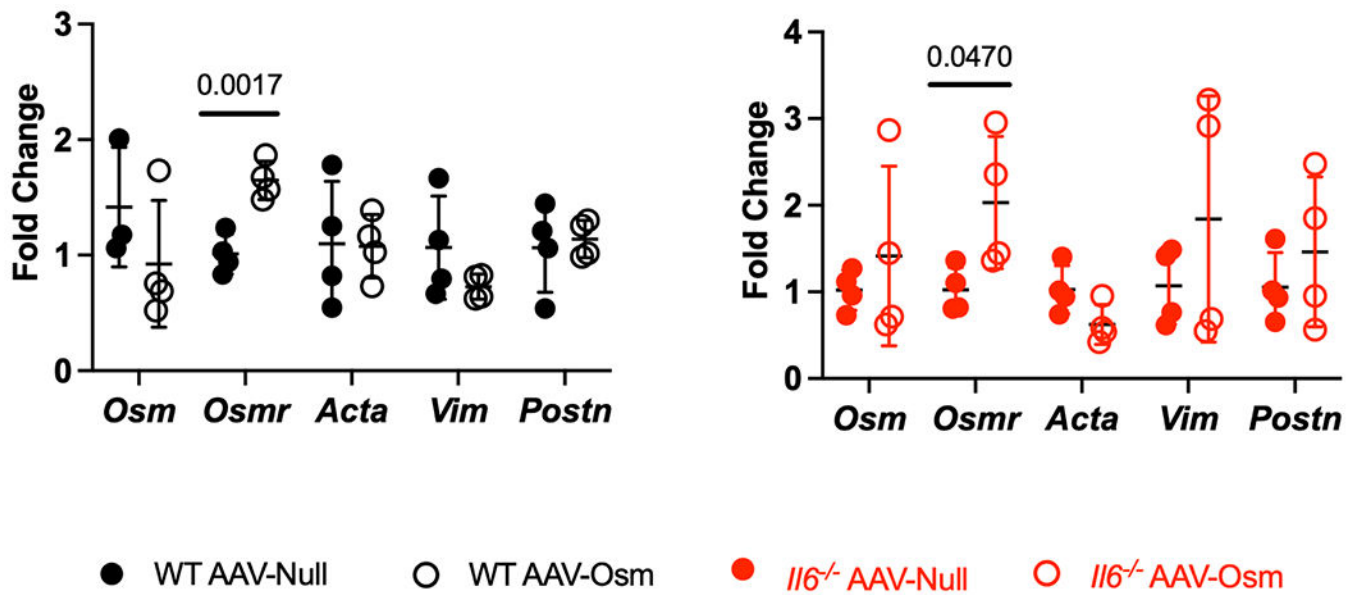 3
2
1
0
Fold Change
0.0017
Osm Osmr Acta Vim Postn
4
3
2
1
0
Fold Change
0.0470
Osm Osmr Acta Vim Postn
WT AAV-Null WT AAV-Osm Il6-/- AAV-Null Il6-/- AAV-Osm